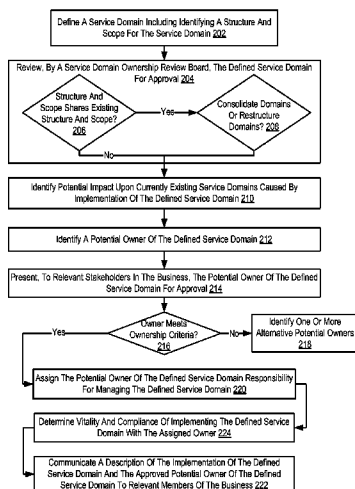 Define A Service Domain Including Identifying A Structure And
Scope For The Service Domain 202
Review, By A Service Domain Ownership Review Board, The Defined Service Domain
For Approval 204
Structure And
Scope Shares Existing
Structure And Scope?
206
Yes
Consolidate Domains
Or Restructure
Domains? 208
No
Identify Potential Impact Upon Currently Existing Service Domains Caused By
Implementation Of The Defined Service Domain 210
Identify A Potential Owner Of The Defined Service Domain 212
Present, To Relevant Stakeholders In The Business, The Potential Owner Of The Defined
Service Domain For Approval 214
Owner Meets
Ownership Criteria?
216
Yes
No
Identify One Or More
Alternative Potential Owners
218
Assign The Potential Owner Of The Defined Service Domain Responsibility
For Managing The Defined Service Domain 220
Determine Vitality And Compliance Of Implementing The Defined Service
Domain With The Assigned Owner 224
Communicate A Description Of The Implementation Of The Defined
Service Domain And The Approved Potential Owner Of The Defined
Service Domain To Relevant Members Of The Business 222